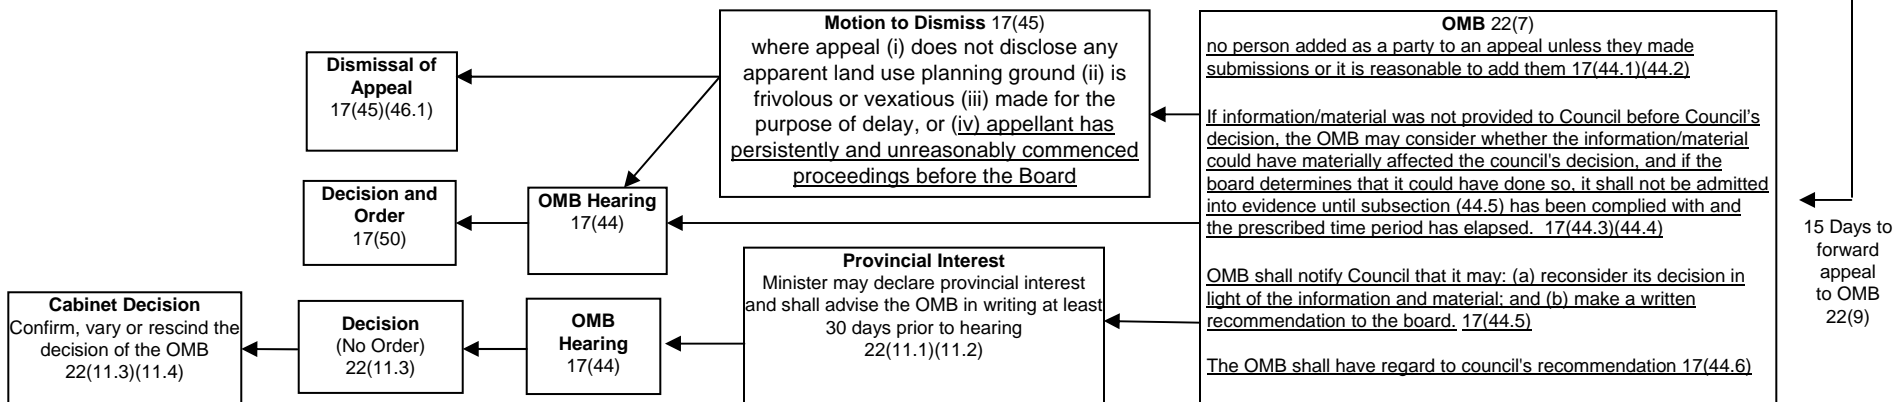 Motion to Dismiss 17(45)
where appeal (i) does not disclose any
apparent land use planning ground (ii) is
frivolous or vexatious (iii) made for the
purpose of delay, or (iv) appellant has
persistently and unreasonably commenced
proceedings before the Board
OMB 22(7)
no person added as a party to an appeal unless they made
submissions or it is reasonable to add them 17(44.1)(44.2)
If information/material was not provided to Council before Council's
decision, the OMB may consider whether the information/material
could have materially affected the council's decision, and if the
board determines that it could have done so, it shall not be admitted
into evidence until subsection (44.5) has been complied with and
the prescribed time period has elapsed. 17(44.3)(44.4)
OMB shall notify Council that it may: (a) reconsider its decision in
light of the information and material; and (b) make a written
recommendation to the board. 17(44.5)
The OMB shall have regard to council's recommendation 17(44.6)
Dismissal of
Appeal
17(45)(46.1)
Decision and
Order
17(50)
OMB Hearing
17(44)
15 Days to
forward
appeal
to OMB
22(9)
Provincial Interest
Minister may declare provincial interest
and shall advise the OMB in writing at least
30 days prior to hearing
22(11.1)(11.2)
Cabinet Decision
Confirm, vary or rescind the
decision of the OMB
22(11.3)(11.4)
Decision
(No Order)
22(11.3)
OMB
Hearing
17(44)